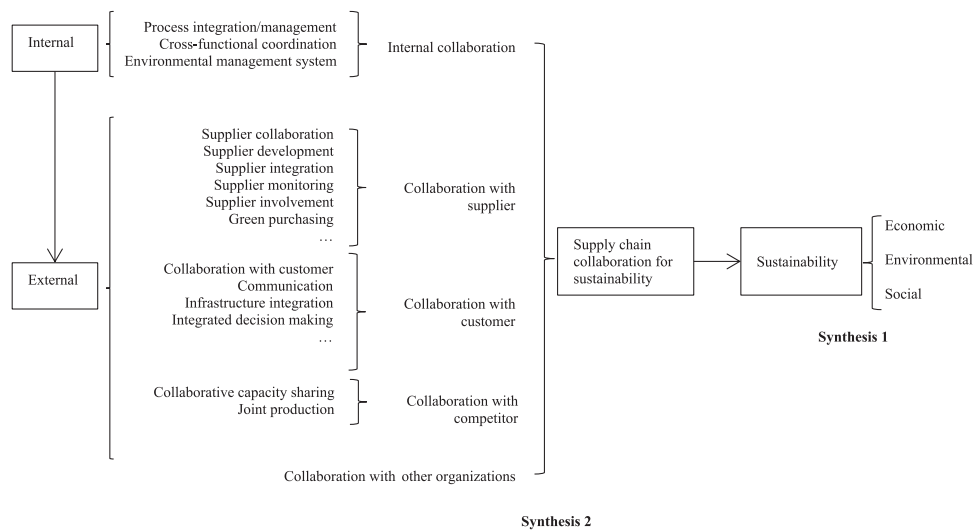 Internal
Process integration/management
Cross-functional coordination
Environmental management system
Internal collaboration
External
Supplier collaboration
Supplier development
Supplier integration
Supplier monitoring
Supplier involvement
Green purchasing
...
Collaboration with
supplier
Collaboration with customer
Communication
Infrastructure integration
Integrated decision making
...
Collaboration with
customer
Collaborative capacity sharing
Joint production
Collaboration with
competitor
Collaboration with other organizations
Supply chain
collaboration for
sustainability
Sustainability
Economic
Environmental
Social
Synthesis 1
Synthesis 2